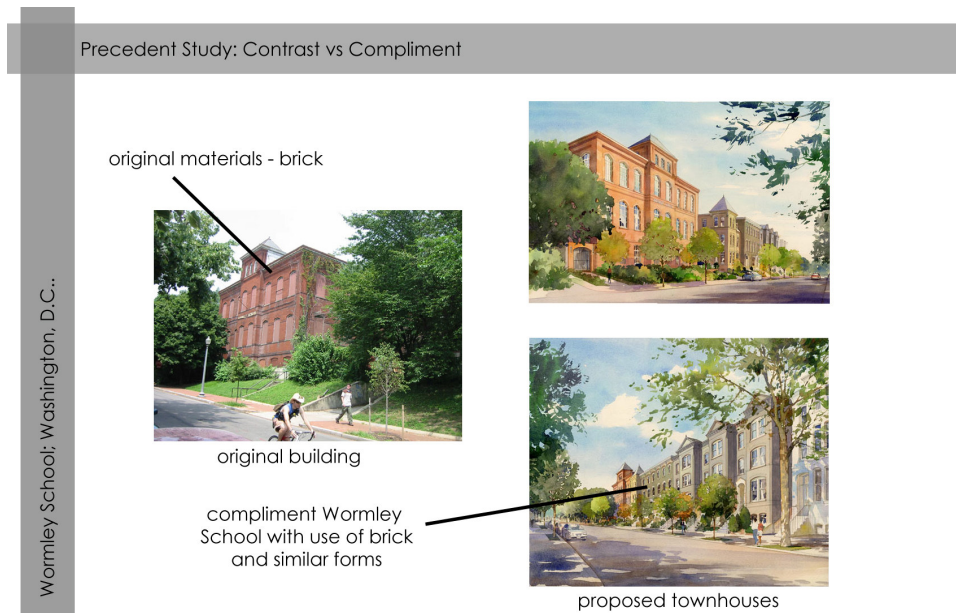 Precedent Study: Contrast vs Compliment
Wormley School; Washington, D.C..
original materials - brick
original building
compliment Wormley
School with use of brick
and similar forms
proposed townhouses